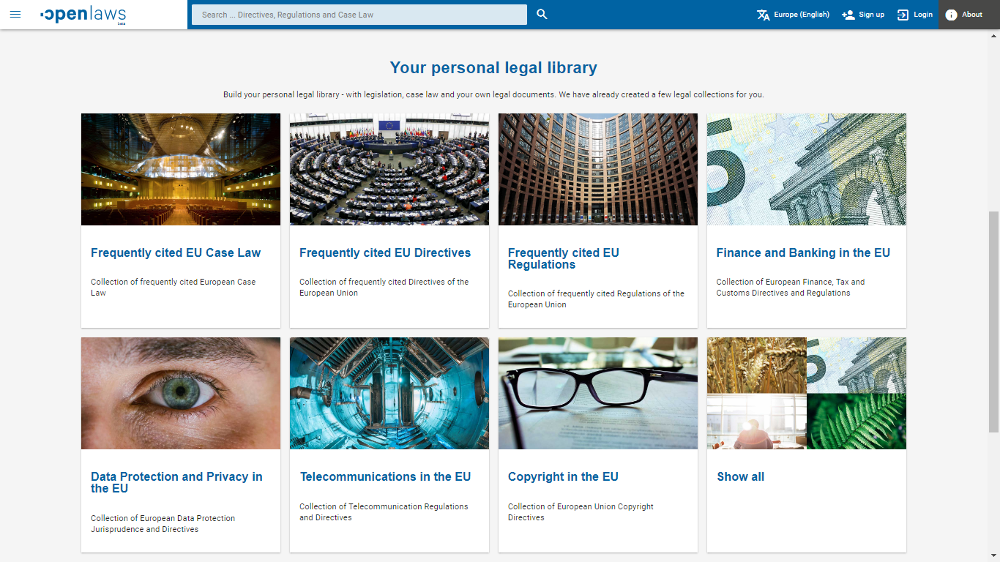 openlaws
beta
Search ... Directives, Regulations and Case Law
Europe (English)
Sign up
Login
About
Your personal legal library
Build your personal legal library - with legislation, case law and your own legal documents. We have already created a few legal collections for you.
Frequently cited EU Case Law
Collection of frequently cited European Case
Law
Frequently cited EU Directives
Collection of frequently cited Directives of the
European Union
Frequently cited EU
Regulations
Collection of frequently cited Regulations of the
European Union
Finance and Banking in the EU
Collection of European Finance, Tax and
Customs Directives and Regulations
Data Protection and Privacy in
the EU
Collection of European Data Protection
Jurisprudence and Directives
Telecommunications in the EU
Collection of Telecommunication Regulations
and Directives
Copyright in the EU
Collection of European Union Copyright
Directives
Show all